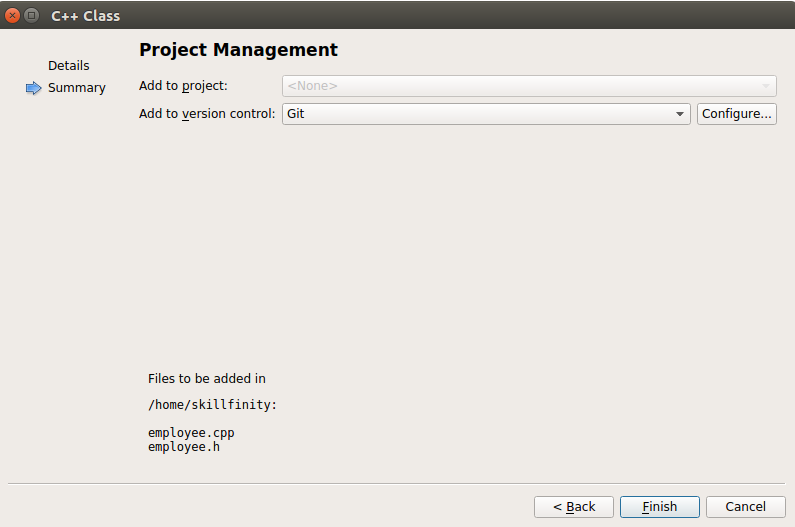 C++ Class
Details
Summary
Project Management
Add to project: <None>
Add to version control: Git Configure...
Files to be added in
/home/skillfinity:
employee.cpp
employee.h
< Back Finish Cancel